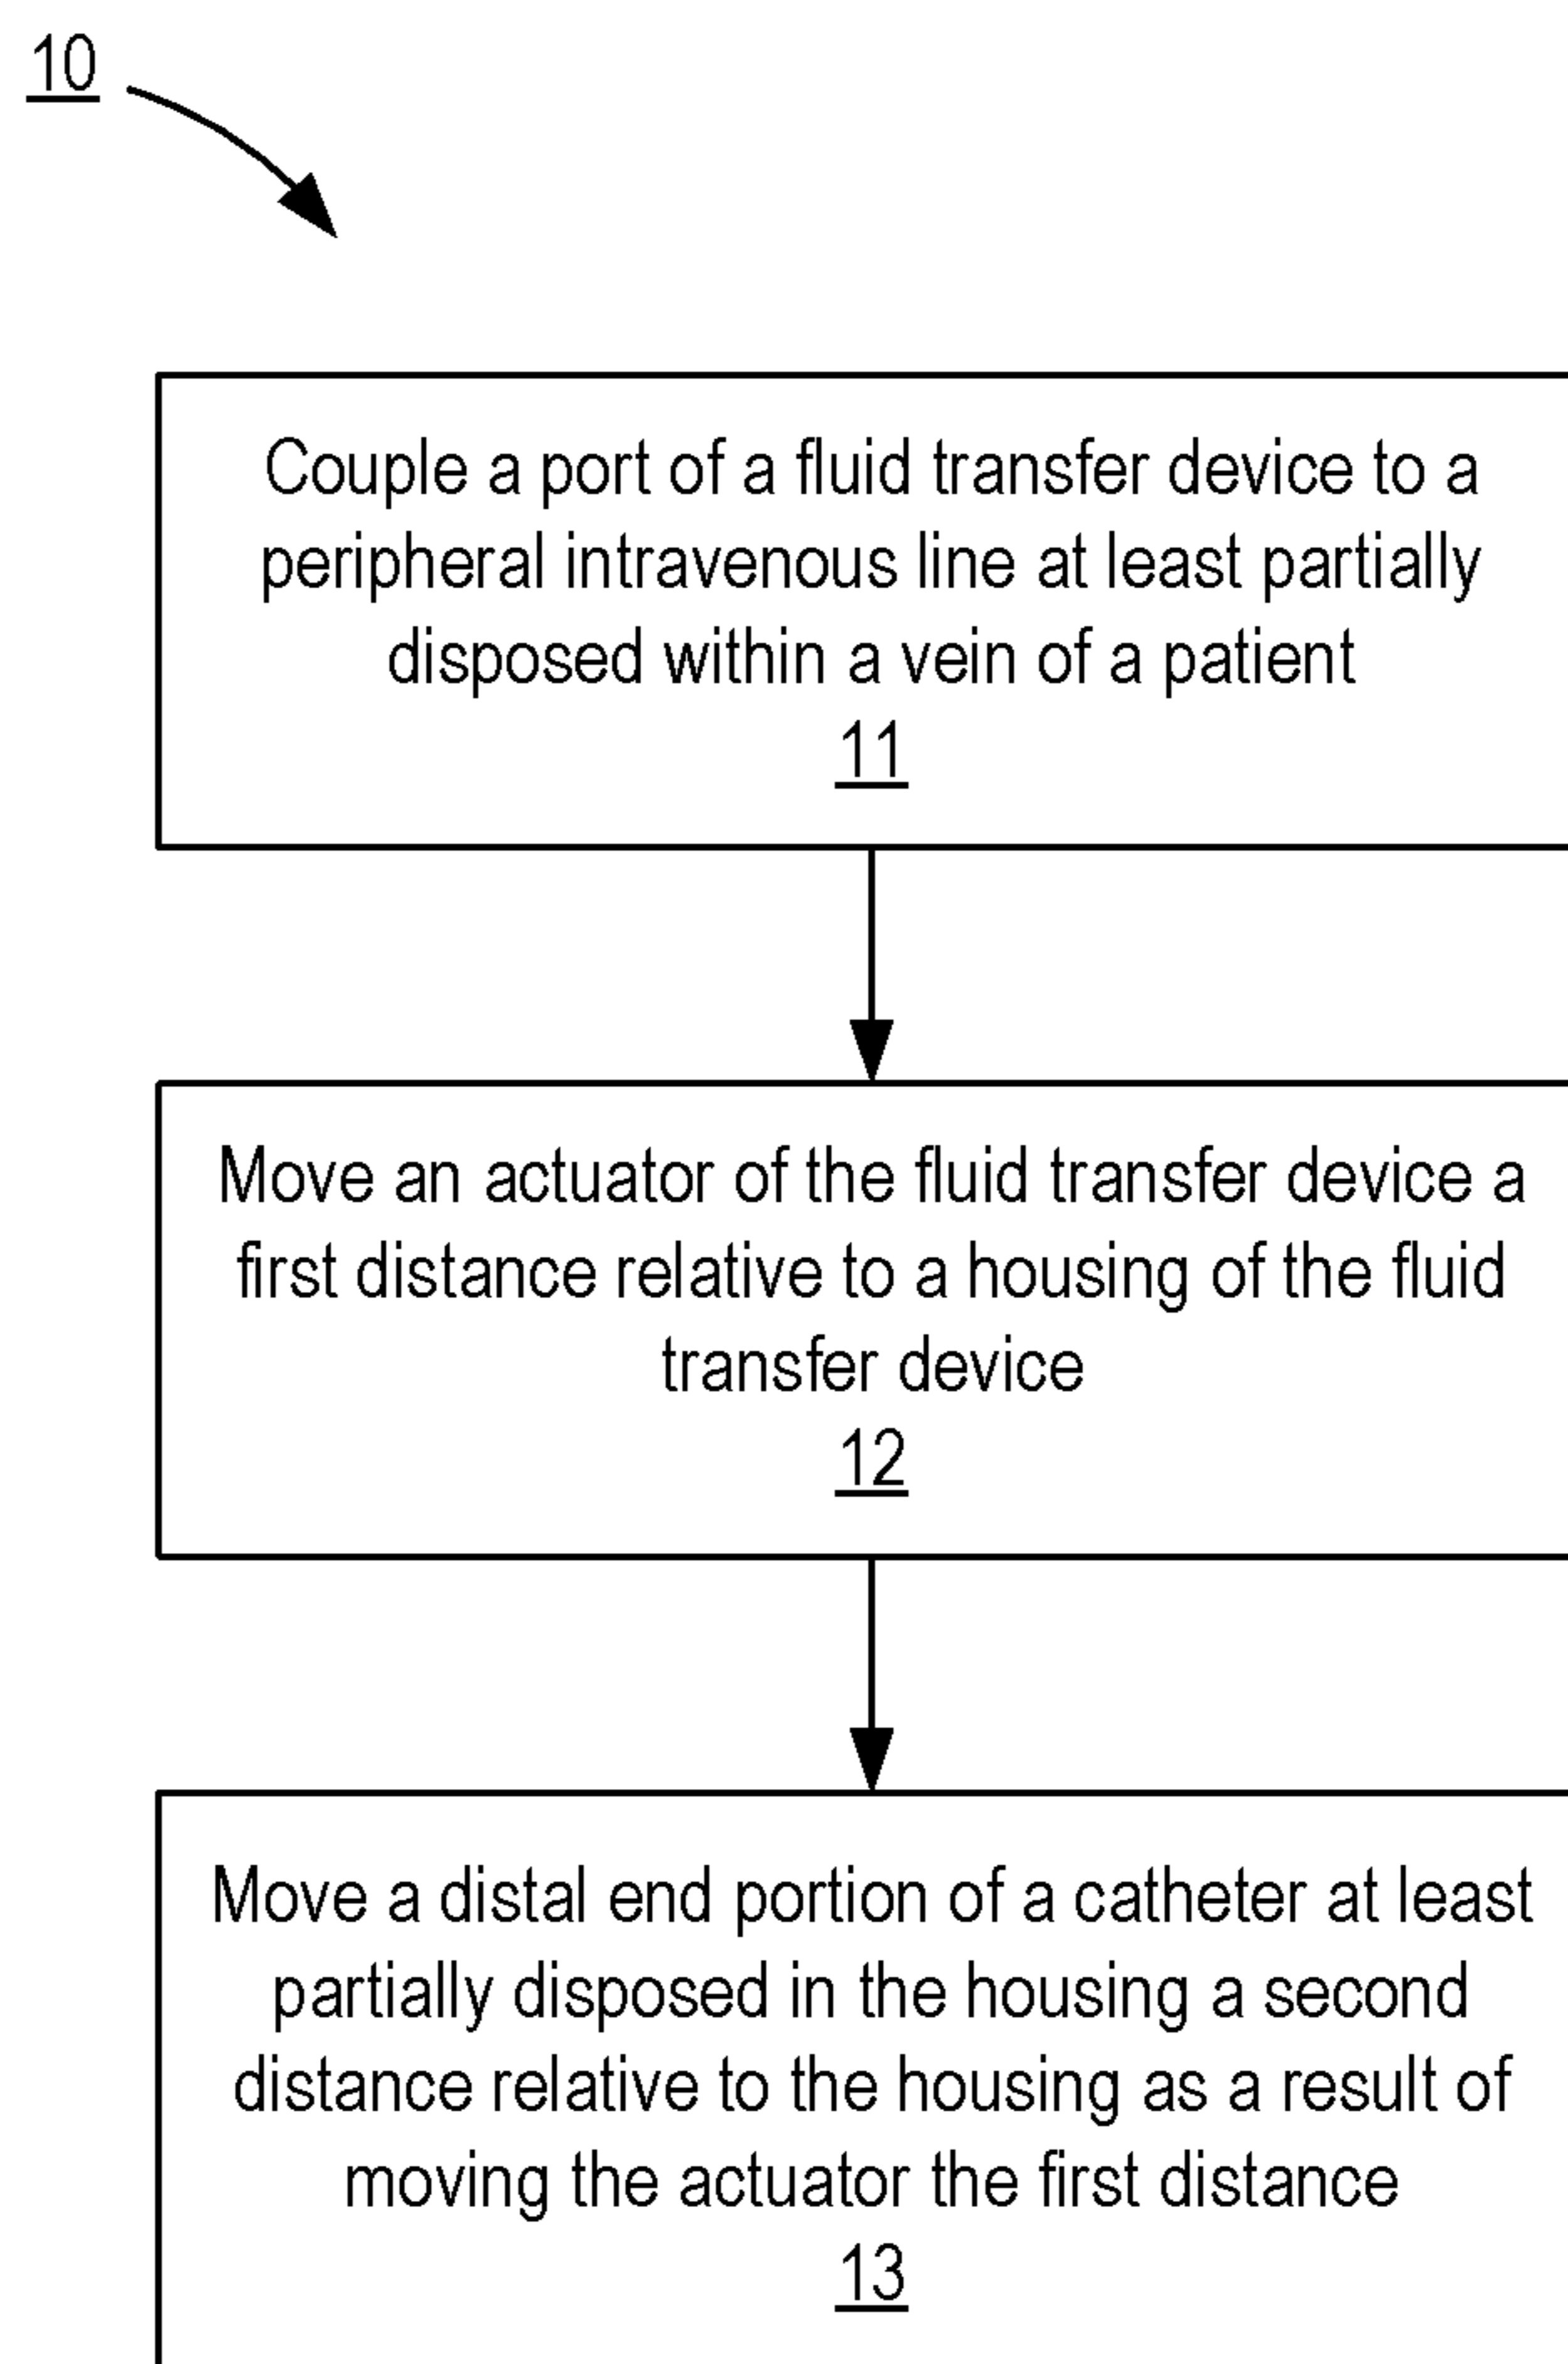 10
Couple a port of a fluid transfer device to a
peripheral intravenous line at least partially
disposed within a vein of a patient
11
Move an actuator of the fluid transfer device a
first distance relative to a housing of the fluid
transfer device
12
Move a distal end portion of a catheter at least
partially disposed in the housing a second
distance relative to the housing as a result of
moving the actuator the first distance
13